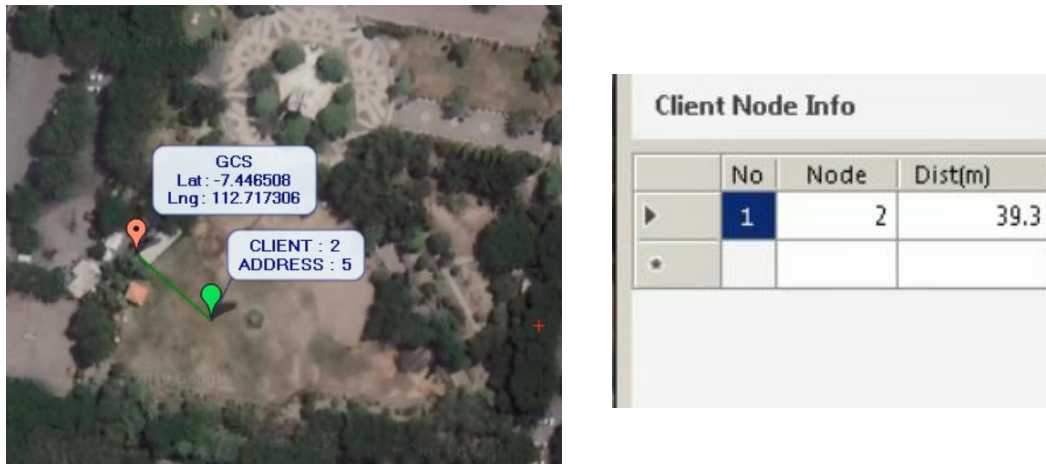 GCS
Lat : -7.446508
Lng : 112.717306
CLIENT : 2
ADDRESS : 5
Client Node Info
No Node Dist(m)
1 2 39.3